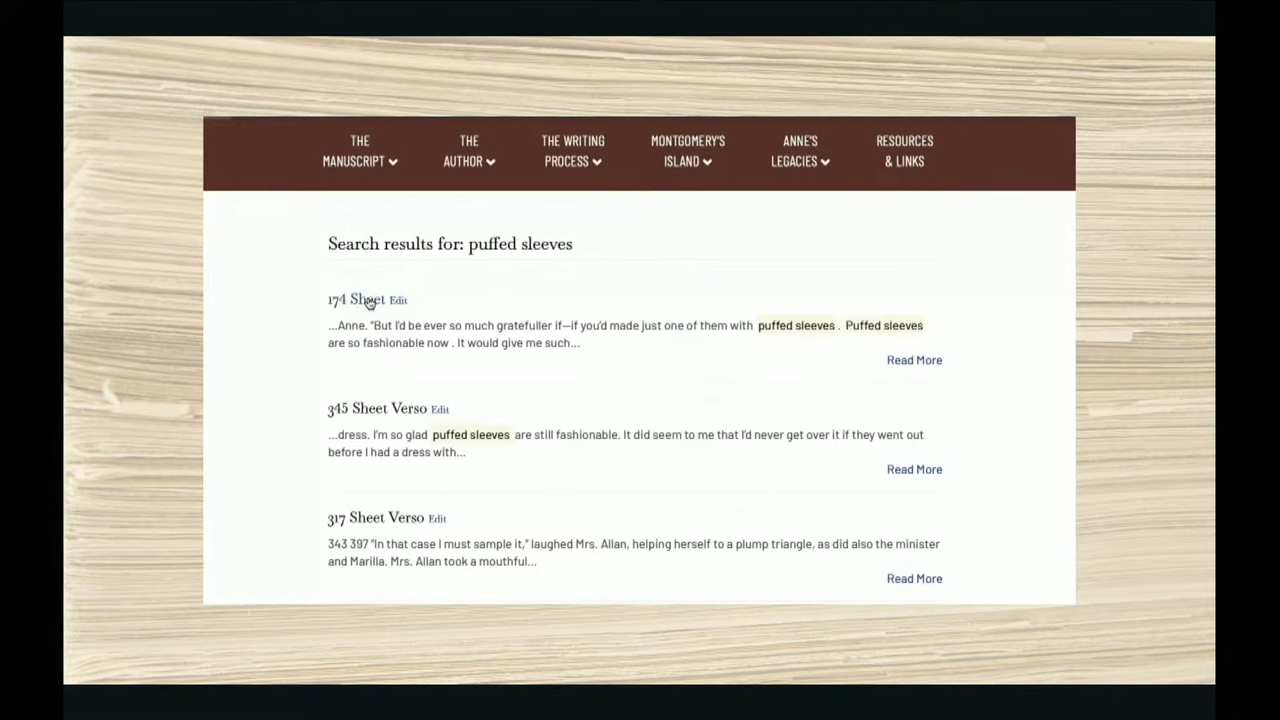 THE MANUSCRIPT
THE AUTHOR
THE WRITING PROCESS
MONTGOMERY'S ISLAND
ANNE'S LEGACIES
RESOURCES & LINKS
Search results for: puffed sleeves
174 Sheet Edit
...Anne. "But I'd be ever so much gratefuller if—if you'd made just one of them with puffed sleeves . Puffed sleeves
are so fashionable now . It would give me such...
Read More
345 Sheet Verso Edit
...dress. I'm so glad puffed sleeves are still fashionable. It did seem to me that I'd never get over it if they went out
before I had a dress with...
Read More
317 Sheet Verso Edit
343 397 "In that case I must sample it," laughed Mrs. Allan, helping herself to a plump triangle, as did also the minister
and Marilla. Mrs. Allan took a mouthful...
Read More